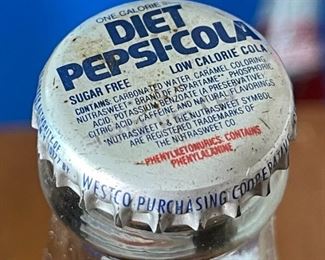 ONE CALORIE
DIET
PEPSI-COLA
SUGAR FREE LOW CALORIE COLA
CONTAINS: CARBONATED WATER, CARAMEL COLORING,
NUTRASWEET® BRAND OF ASPARTAME*, PHOSPHORIC
ACID, POTASSIUM BENZOATE (A PRESERVATIVE)
CITRIC ACID, CAFFEINE AND NATURAL FLAVORINGS
*NUTRASWEET & THE NUTRASWEET SYMBOL
ARE REGISTERED TRADEMARKS OF
THE NUTRASWEET CO
PHENYLKETONURICS: CONTAINS
PHENYLALANINE
WESTCO PURCHASING COOPERATIVE